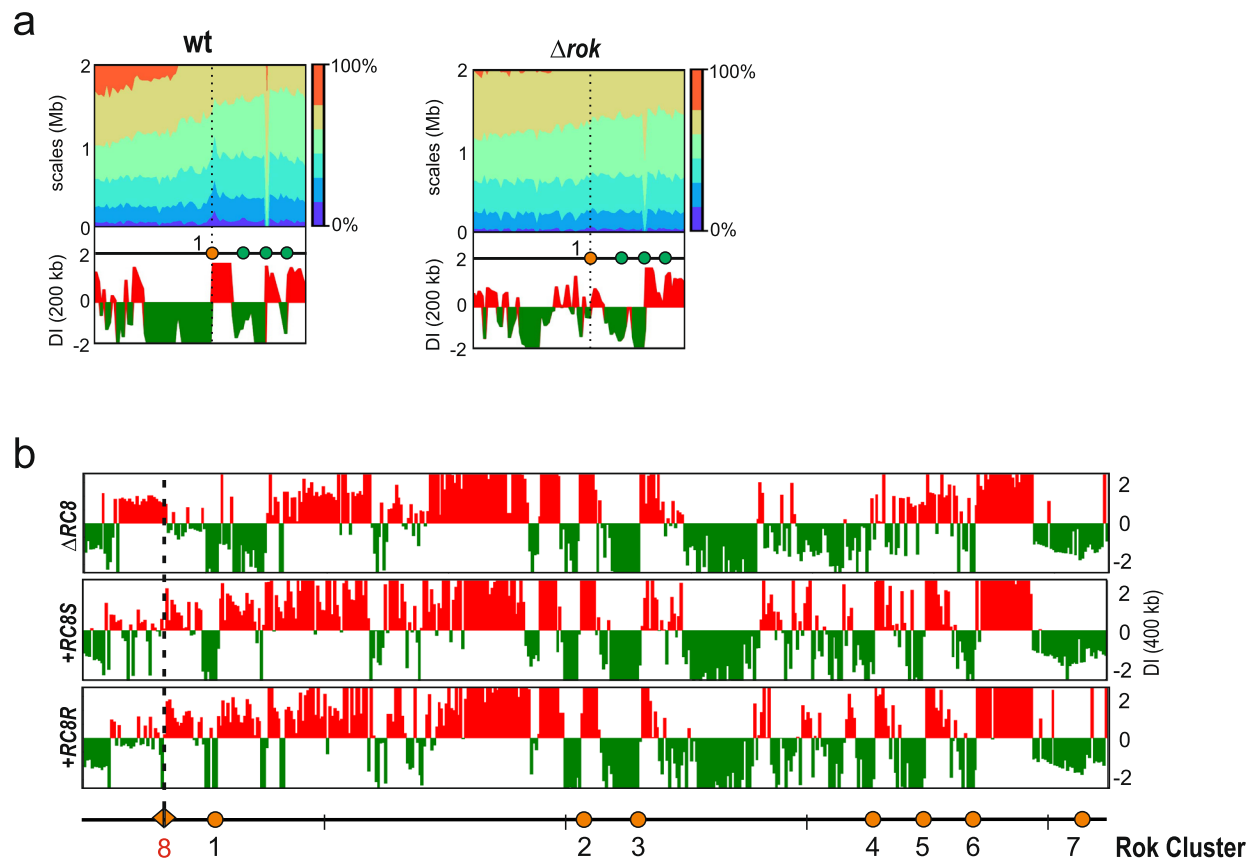 a
wt
Δrok
2
1
0
scales (Mb)
100%
0%
2
1
0
scales (Mb)
100%
0%
1
2
0
-2
DI (200 kb)
1
2
0
-2
DI (200 kb)
b
ΔRC8
2
0
-2
+RC8S
2
0
-2
DI (400 kb)
+RC8R
2
0
-2
8 1 2 3 4 5 6 7 Rok Cluster